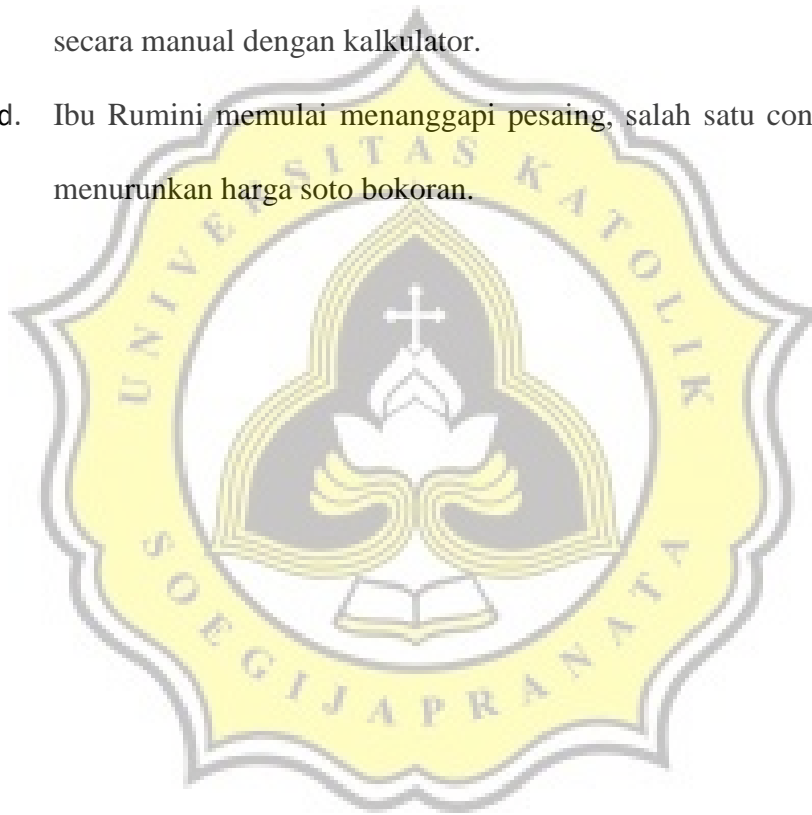 secara manual dengan kalkulator.
d. Ibu Rumini memulai menanggapi pesaing, salah satu con
menurunkan harga soto bokoran.
UNIVERSITAS KATOLIK
SOEGIJAPRANATA